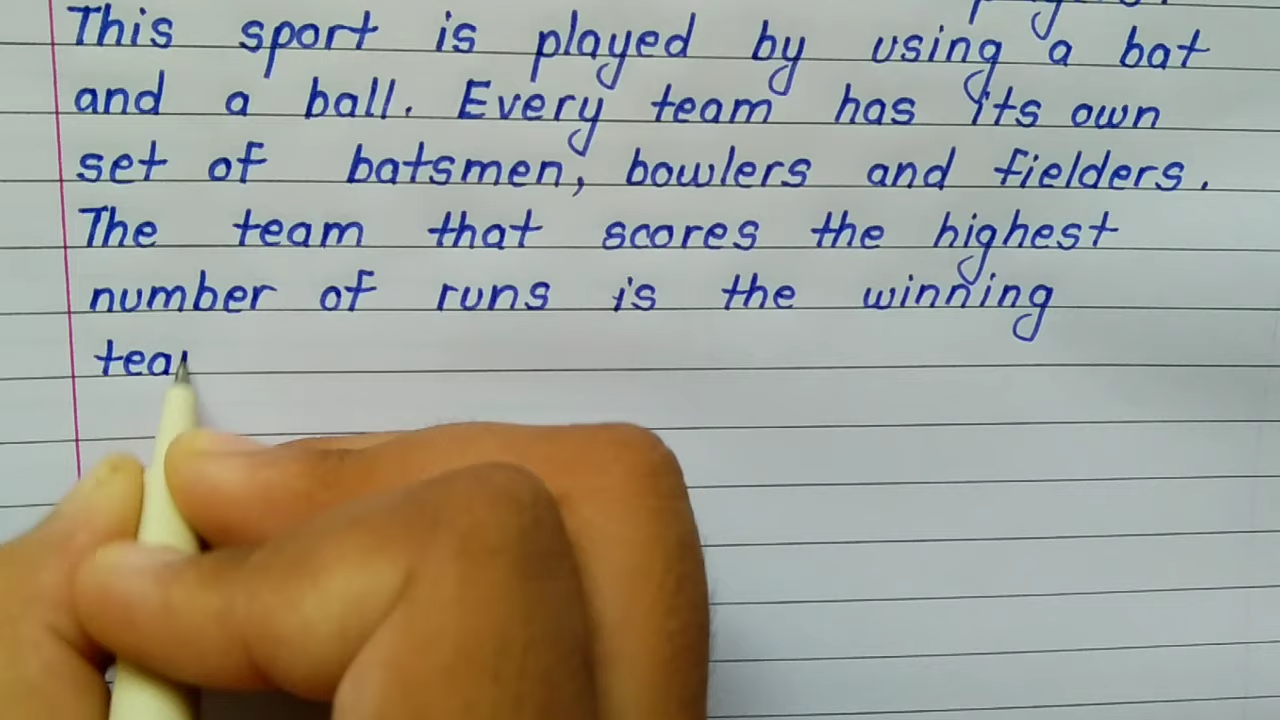 This sport is played by using a bat
and a ball. Every team has its own
set of batsmen, bowlers and fielders.
The team that scores the highest
number of runs is the winning
tea